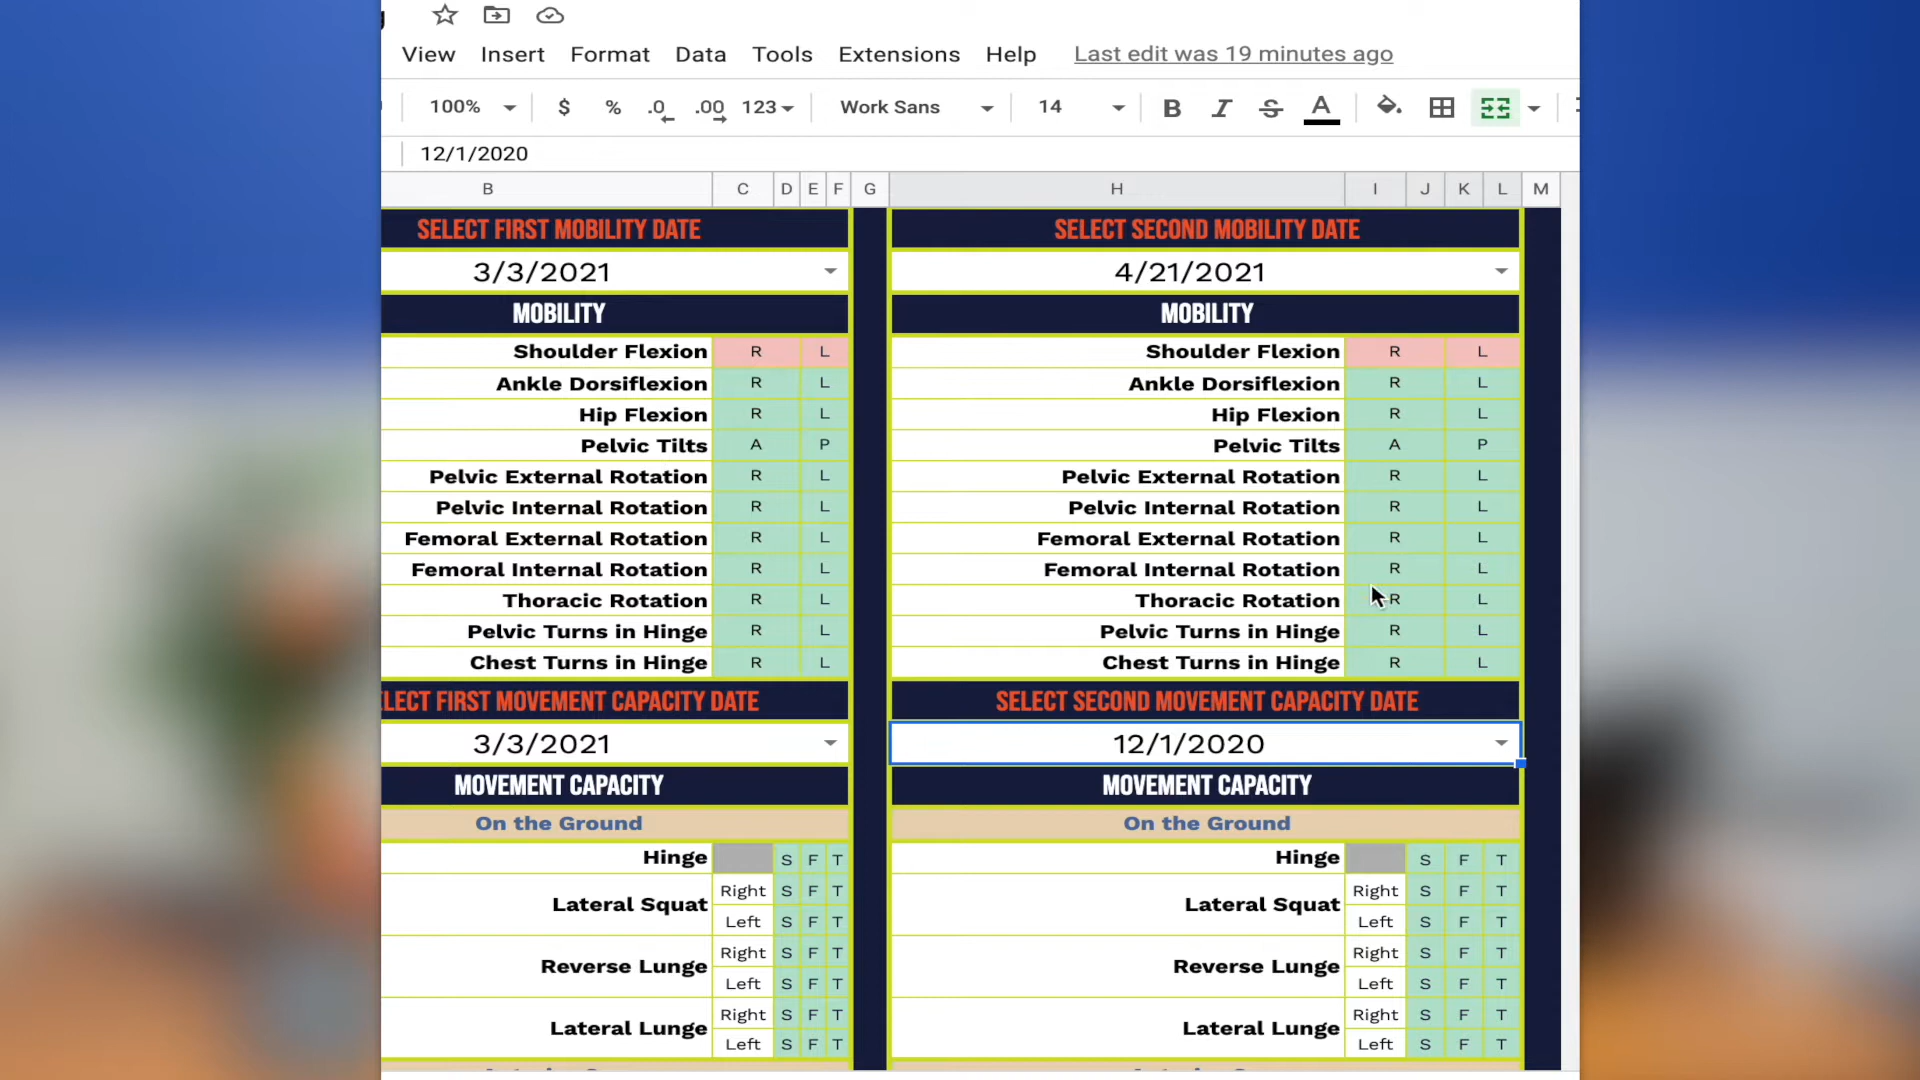 View Insert Format Data Tools Extensions Help Last edit was 19 minutes ago
100% $ % .0 .00 123 Work Sans 14 B I S A
12/1/2020
B C D E F G H I J K L M
SELECT FIRST MOBILITY DATE SELECT SECOND MOBILITY DATE
3/3/2021 4/21/2021
MOBILITY MOBILITY
Shoulder Flexion R L Shoulder Flexion R L
Ankle Dorsiflexion R L Ankle Dorsiflexion R L
Hip Flexion R L Hip Flexion R L
Pelvic Tilts A P Pelvic Tilts A P
Pelvic External Rotation R L Pelvic External Rotation R L
Pelvic Internal Rotation R L Pelvic Internal Rotation R L
Femoral External Rotation R L Femoral External Rotation R L
Femoral Internal Rotation R L Femoral Internal Rotation R L
Thoracic Rotation R L Thoracic Rotation R L
Pelvic Turns in Hinge R L Pelvic Turns in Hinge R L
Chest Turns in Hinge R L Chest Turns in Hinge R L
LECT FIRST MOVEMENT CAPACITY DATE SELECT SECOND MOVEMENT CAPACITY DATE
3/3/2021 12/1/2020
MOVEMENT CAPACITY MOVEMENT CAPACITY
On the Ground On the Ground
Hinge S F T Hinge S F T
Lateral Squat Right S F T Lateral Squat Right S F T
Left S F T Left S F T
Reverse Lunge Right S F T Reverse Lunge Right S F T
Left S F T Left S F T
Lateral Lunge Right S F T Lateral Lunge Right S F T
Left S F T Left S F T